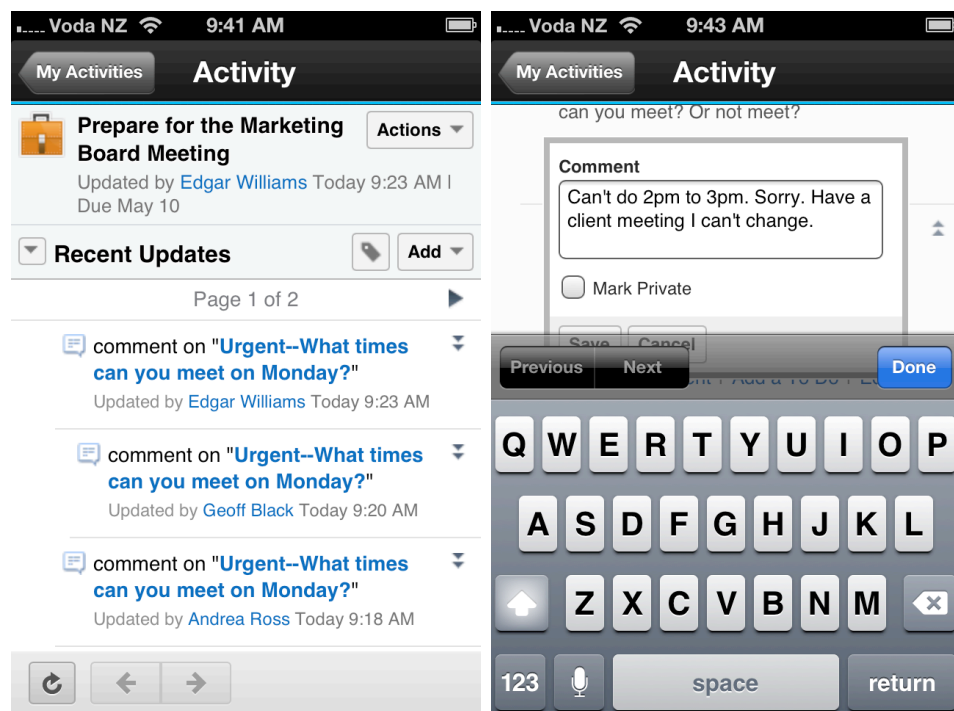 Voda NZ 9:41 AM
My Activities Activity
Prepare for the Marketing
Board Meeting
Actions
Updated by Edgar Williams Today 9:23 AM |
Due May 10
Recent Updates Add
Page 1 of 2
comment on "Urgent--What times
can you meet on Monday?"
Updated by Edgar Williams Today 9:23 AM
comment on "Urgent--What times
can you meet on Monday?"
Updated by Geoff Black Today 9:20 AM
comment on "Urgent--What times
can you meet on Monday?"
Updated by Andrea Ross Today 9:18 AM
Voda NZ 9:43 AM
My Activities Activity
can you meet? Or not meet?
Comment
Can't do 2pm to 3pm. Sorry. Have a
client meeting I can't change.
Mark Private
Save Cancel
Previous Next Done
Add a To Do
Q W E R T Y U I O P
A S D F G H J K L
Z X C V B N M
123 space return